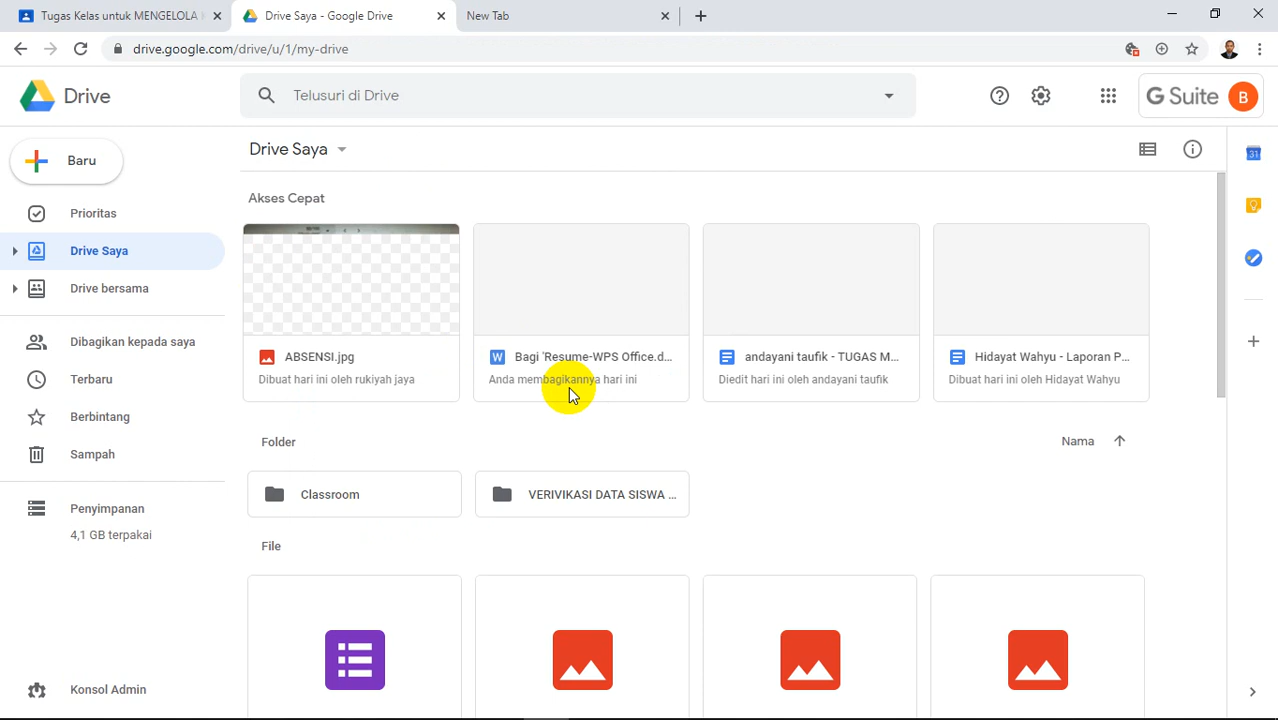 Tugas Kelas untuk MENGELOLA K
Drive Saya - Google Drive
New Tab
drive.google.com/drive/u/1/my-drive
Drive
Telusuri di Drive
G Suite
B
Baru
Drive Saya
31
Prioritas
Drive Saya
Drive bersama
Dibagikan kepada saya
Terbaru
Berbintang
Sampah
Penyimpanan
4,1 GB terpakai
Konsol Admin
Akses Cepat
ABSENSI.jpg
Dibuat hari ini oleh rukiyah jaya
W
Bagi 'Resume-WPS Office.d...
Anda membagikannya hari ini
andayani taufik - TUGAS M...
Diedit hari ini oleh andayani taufik
Hidayat Wahyu - Laporan P...
Dibuat hari ini oleh Hidayat Wahyu
Folder
Nama
Classroom
VERIVIKASI DATA SISWA ...
File